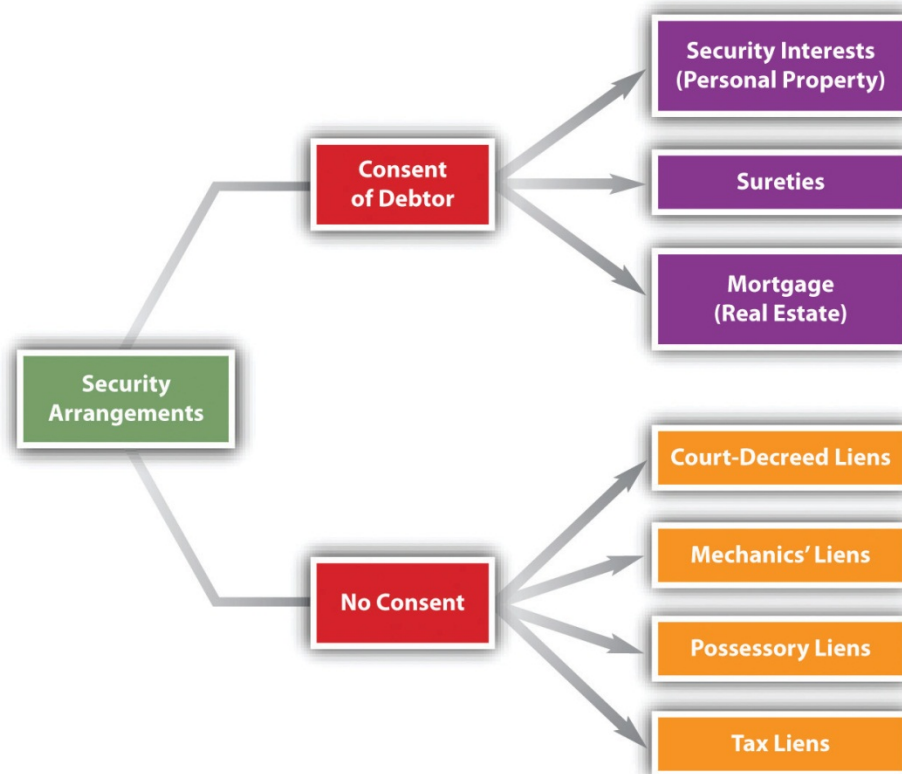 Security Interests
(Personal Property)
Consent
of Debtor
Sureties
Mortgage
(Real Estate)
Security
Arrangements
Court-Decreed Liens
Mechanics’ Liens
No Consent
Possessory Liens
Tax Liens